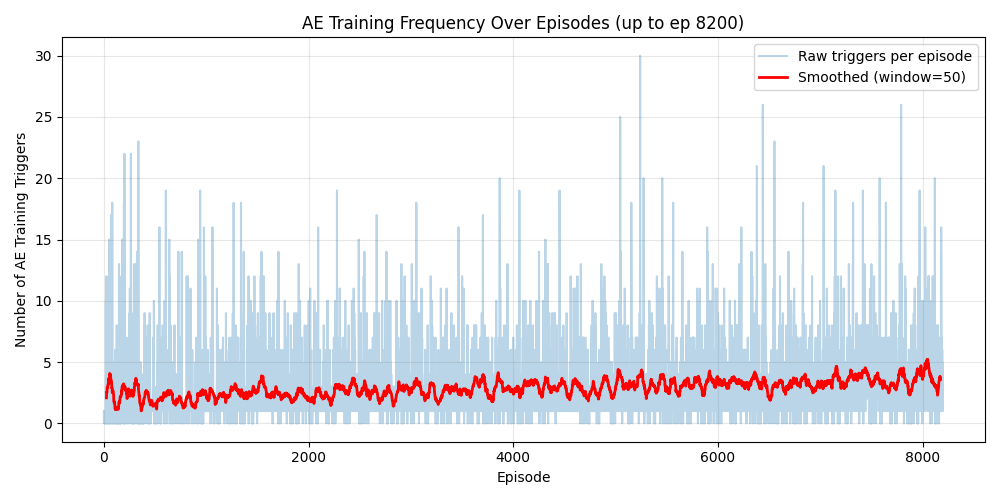 AE Training Frequency Over Episodes (up to ep 8200)
Raw triggers per episode
Smoothed (window=50)
Number of AE Training Triggers
30
25
20
15
10
5
0
0 2000 4000 6000 8000
Episode